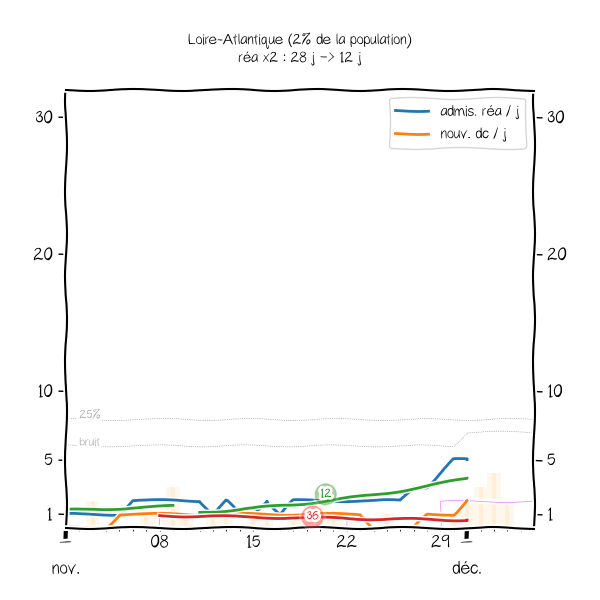 Loire-Atlantique (2% de la population)
réa x2 : 28 j -> 12 j
admis. réa / j
nouv. dc / j
30
30
20
20
10
10
25%
bruit
5
5
12
36
1
1
08
15
22
29
nov.
déc.